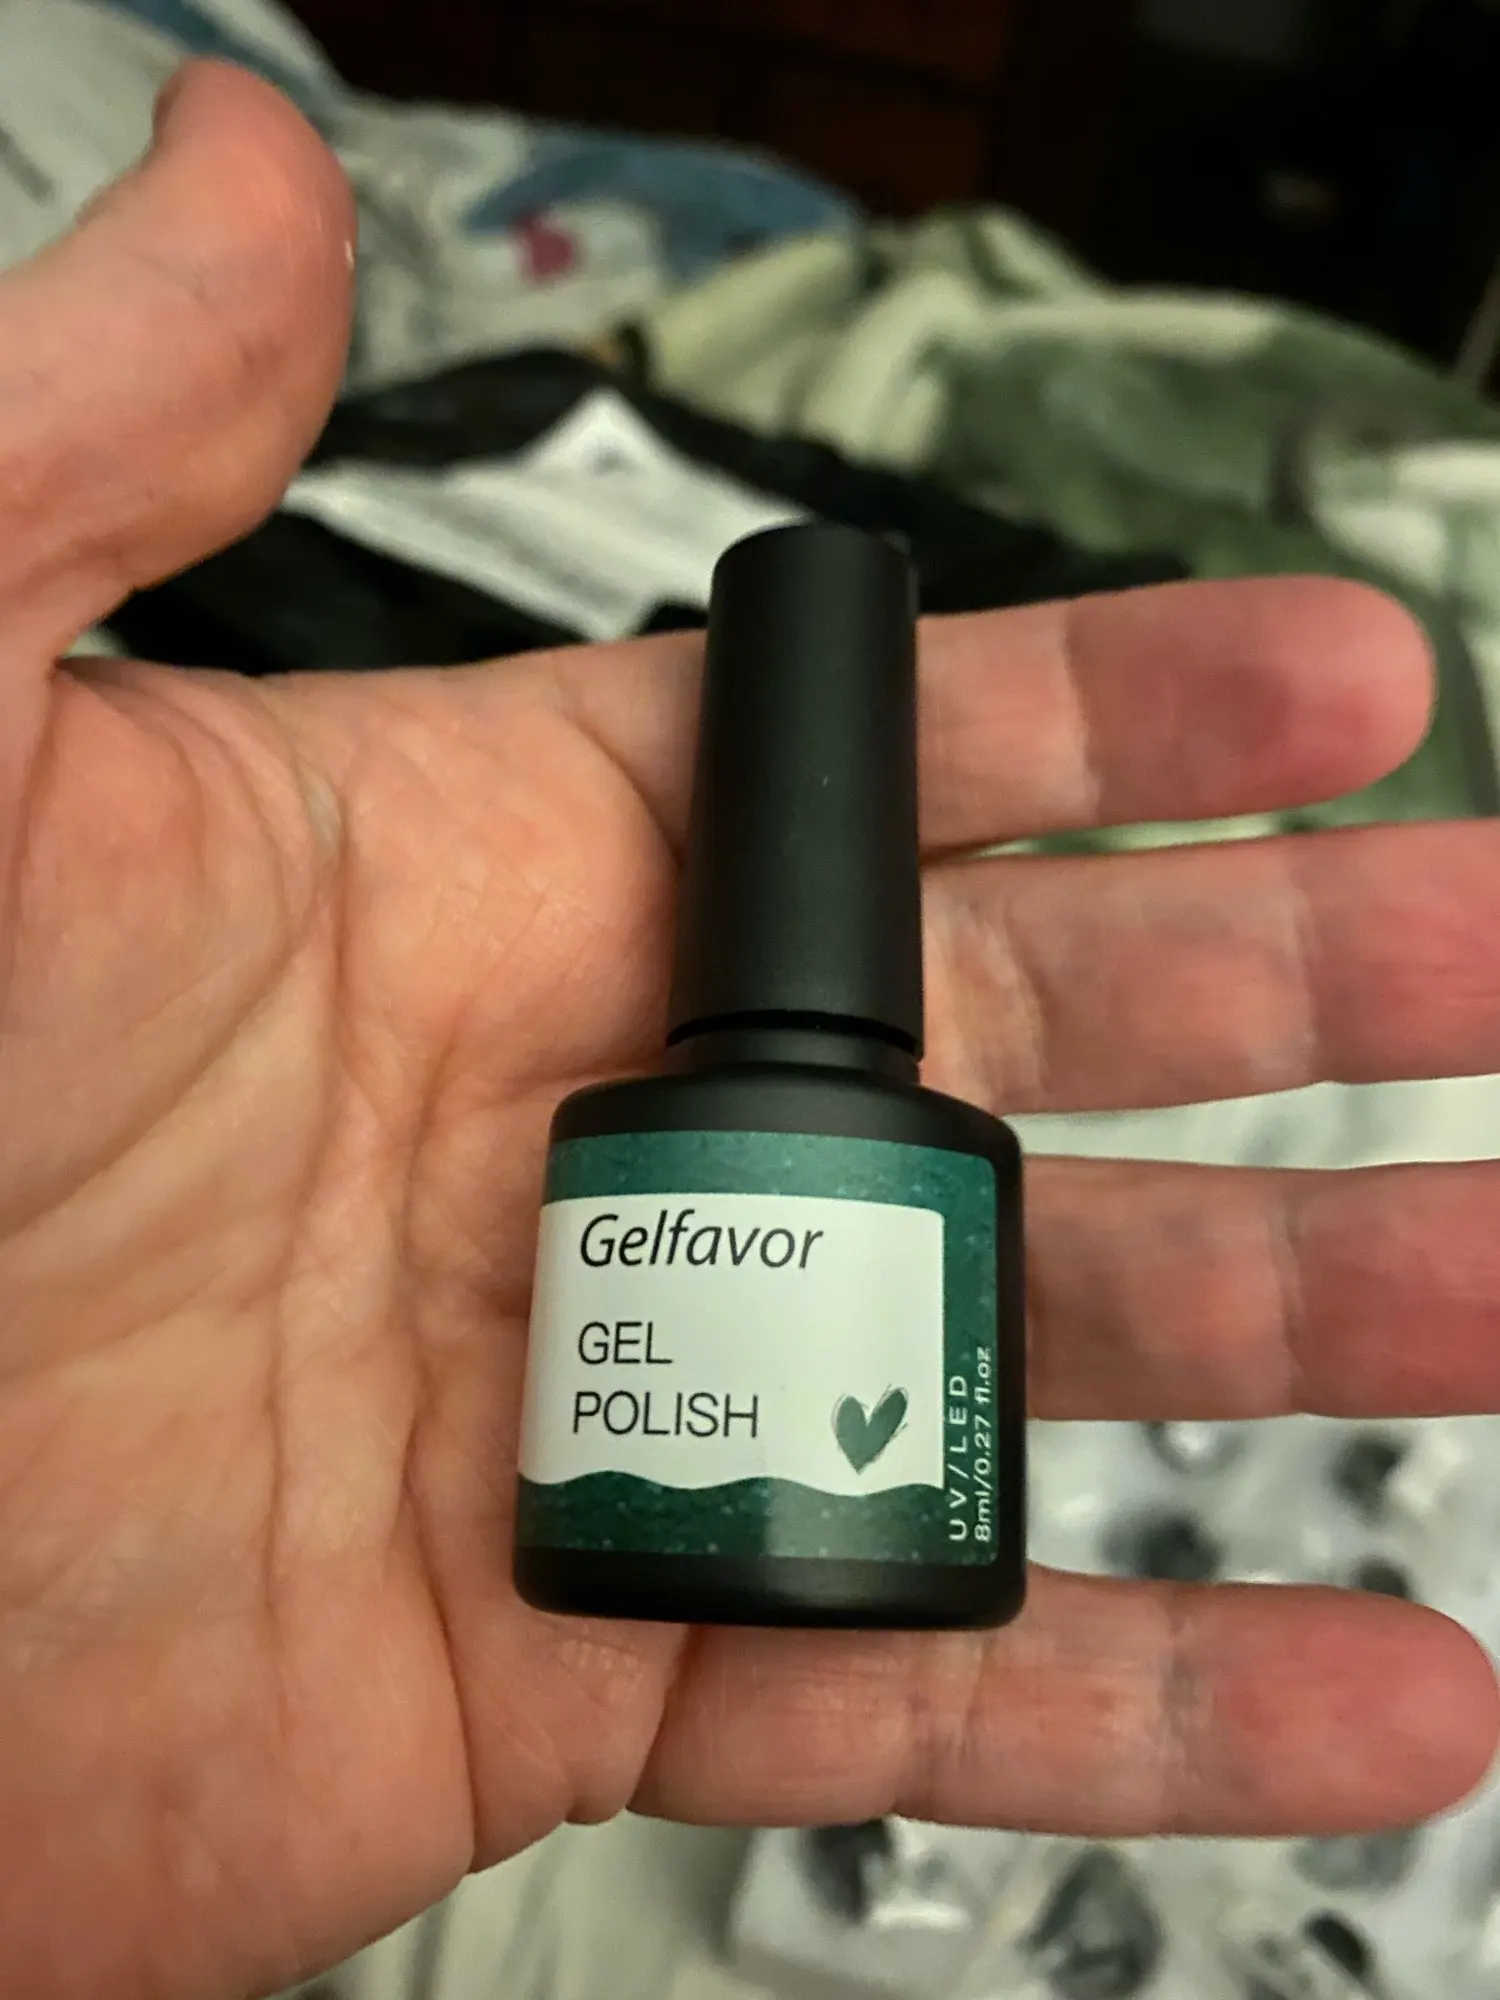 Gelfavor
GEL
POLISH
UV/LED
8ml/0.27 fl.oz